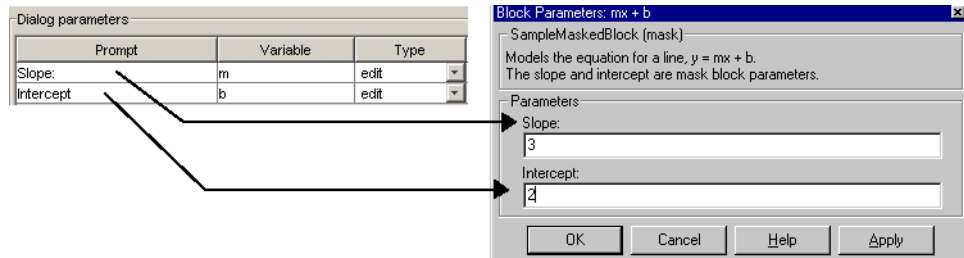 Dialog parameters
Prompt Variable Type
Slope: m edit
Intercept b edit
Block Parameters: mx + b
SampleMaskedBlock (mask)
Models the equation for a line, y = mx + b.
The slope and intercept are mask block parameters.
Parameters
Slope:
3
Intercept:
2
OK Cancel Help Apply